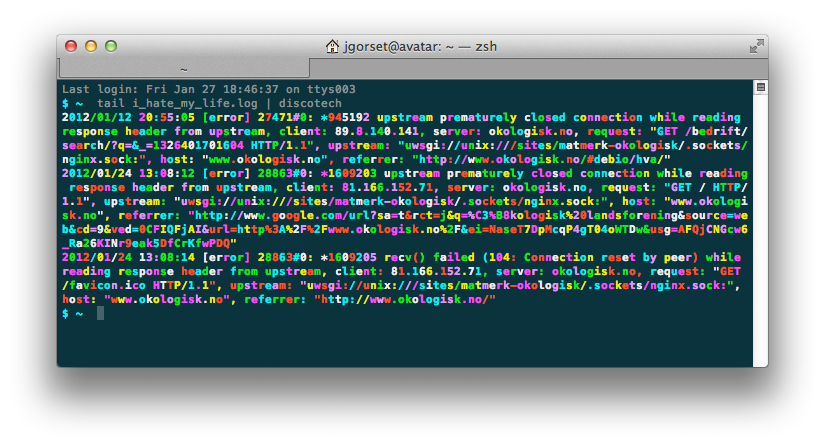 jgorset@avatar: ~ — zsh
~
Last login: Fri Jan 27 18:46:37 on ttys003
$ ~  tail i_hate_my_life.log | discotech
2012/01/12 20:55:05 [error] 27471#0: *945192 upstream prematurely closed connection while reading
response header from upstream, client: 89.8.140.141, server: okologisk.no, request: "GET /bedrift/
search/?q=&_=1326401701604 HTTP/1.1", upstream: "uwsgi://unix:///sites/matmerk-okologisk/.sockets/
nginx.sock:", host: "www.okologisk.no", referrer: "http://www.okologisk.no/#debio/hva/"
2012/01/24 13:08:12 [error] 28863#0: *1609203 upstream prematurely closed connection while reading
 response header from upstream, client: 81.166.152.71, server: okologisk.no, request: "GET / HTTP/
1.1", upstream: "uwsgi://unix:///sites/matmerk-okologisk/.sockets/nginx.sock:", host: "www.okologi
sk.no", referrer: "http://www.google.com/url?sa=t&rct=j&q=%C3%B8kologisk%20landsforening&source=we
b&cd=9&ved=0CFIQFjAI&url=http%3A%2F%2Fwww.okologisk.no%2F&ei=NaseT7DpMcqP4gT04oWTDw&usg=AFQjCNGcw6
_Ra26KINr9eak5DfCrKfwPDQ"
2012/01/24 13:08:14 [error] 28863#0: *1609205 recv() failed (104: Connection reset by peer) while
reading response header from upstream, client: 81.166.152.71, server: okologisk.no, request: "GET
/favicon.ico HTTP/1.1", upstream: "uwsgi://unix:///sites/matmerk-okologisk/.sockets/nginx.sock:",
host: "www.okologisk.no", referrer: "http://www.okologisk.no/"
$ ~